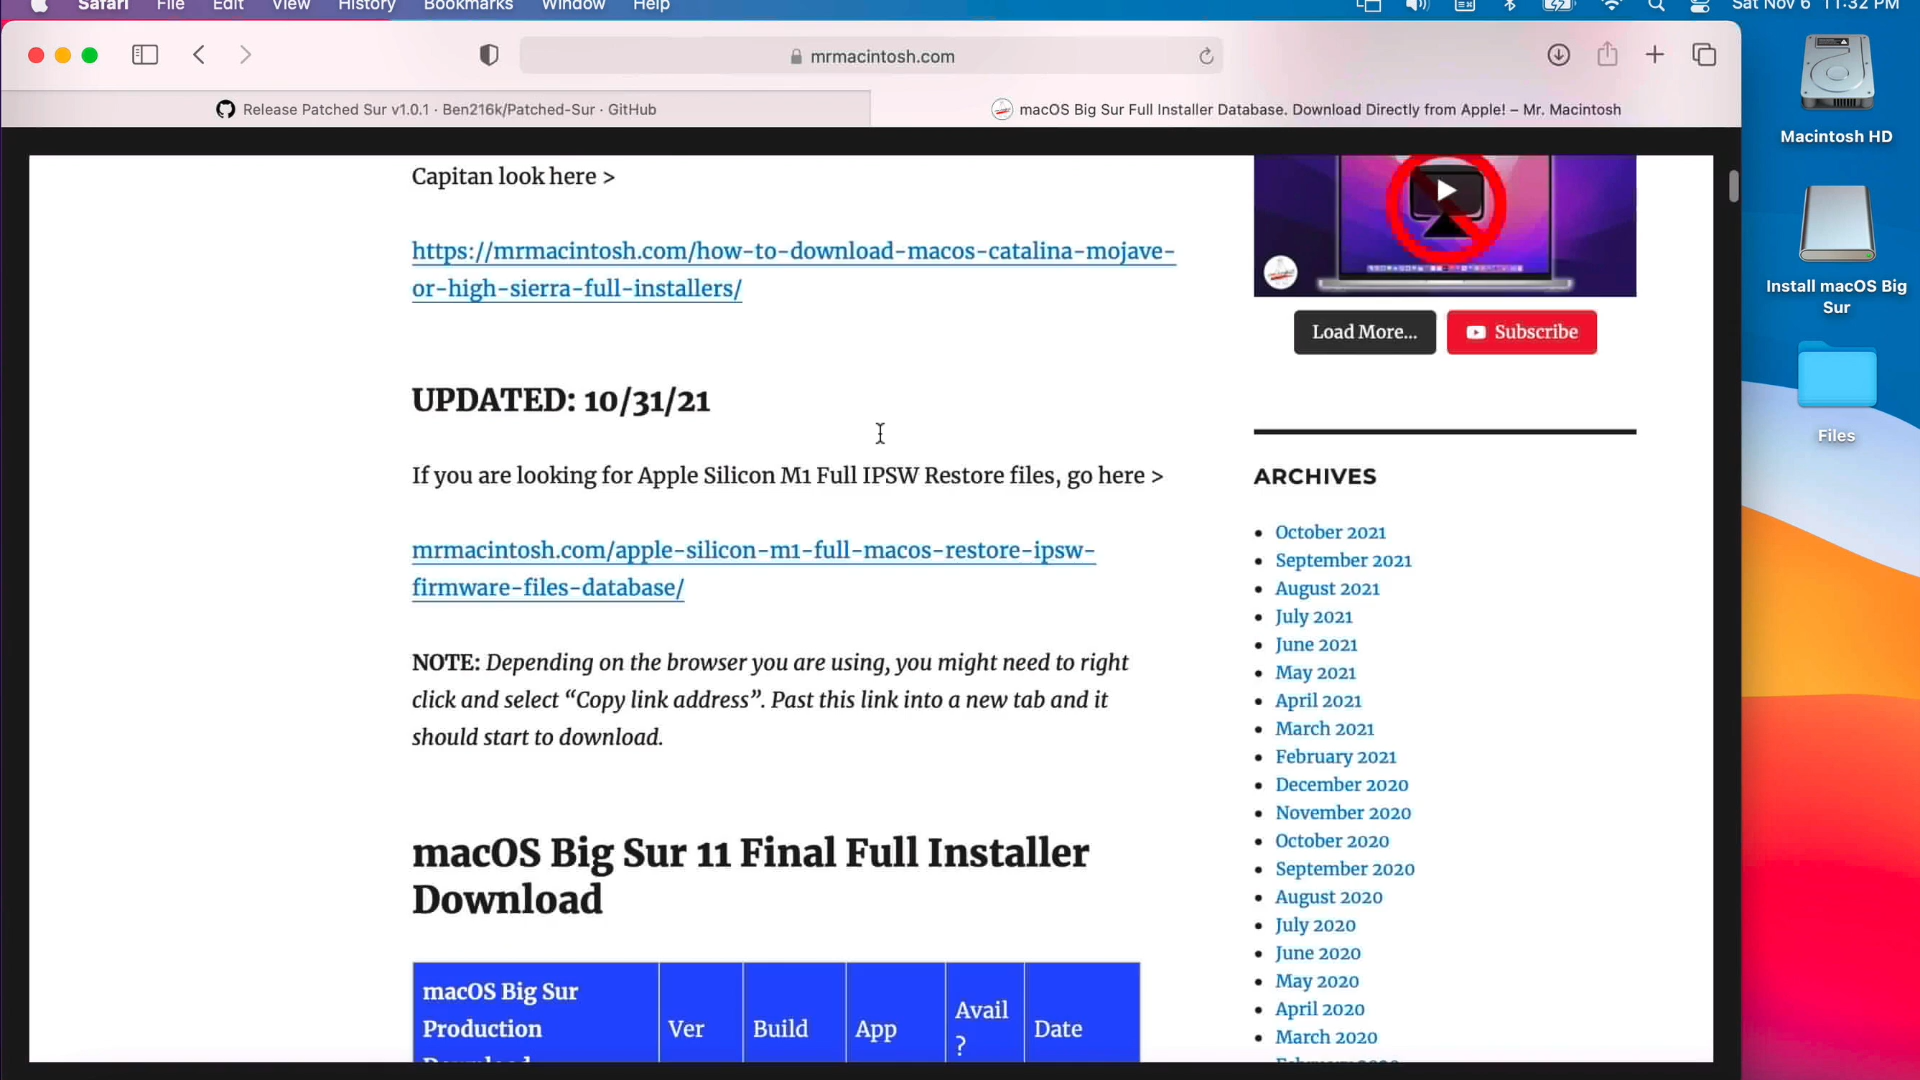 Safari File Edit View History Bookmarks Window Help Sat Nov 6 11:32 PM
mrmacintosh.com
Release Patched Sur v1.0.1 · Ben216k/Patched-Sur · GitHub
macOS Big Sur Full Installer Database. Download Directly from Apple! – Mr. Macintosh
Macintosh HD
Install macOS Big
Sur
Files
Capitan look here >
https://mrmacintosh.com/how-to-download-macos-catalina-mojave-
or-high-sierra-full-installers/
UPDATED: 10/31/21
If you are looking for Apple Silicon M1 Full IPSW Restore files, go here >
mrmacintosh.com/apple-silicon-m1-full-macos-restore-ipsw-
firmware-files-database/
NOTE: Depending on the browser you are using, you might need to right
click and select “Copy link address”. Past this link into a new tab and it
should start to download.
macOS Big Sur 11 Final Full Installer
Download
macOS Big Sur
Production
Ver
Build
App
Avail
?
Date
Load More...
Subscribe
ARCHIVES
October 2021
September 2021
August 2021
July 2021
June 2021
May 2021
April 2021
March 2021
February 2021
December 2020
November 2020
October 2020
September 2020
August 2020
July 2020
June 2020
May 2020
April 2020
March 2020